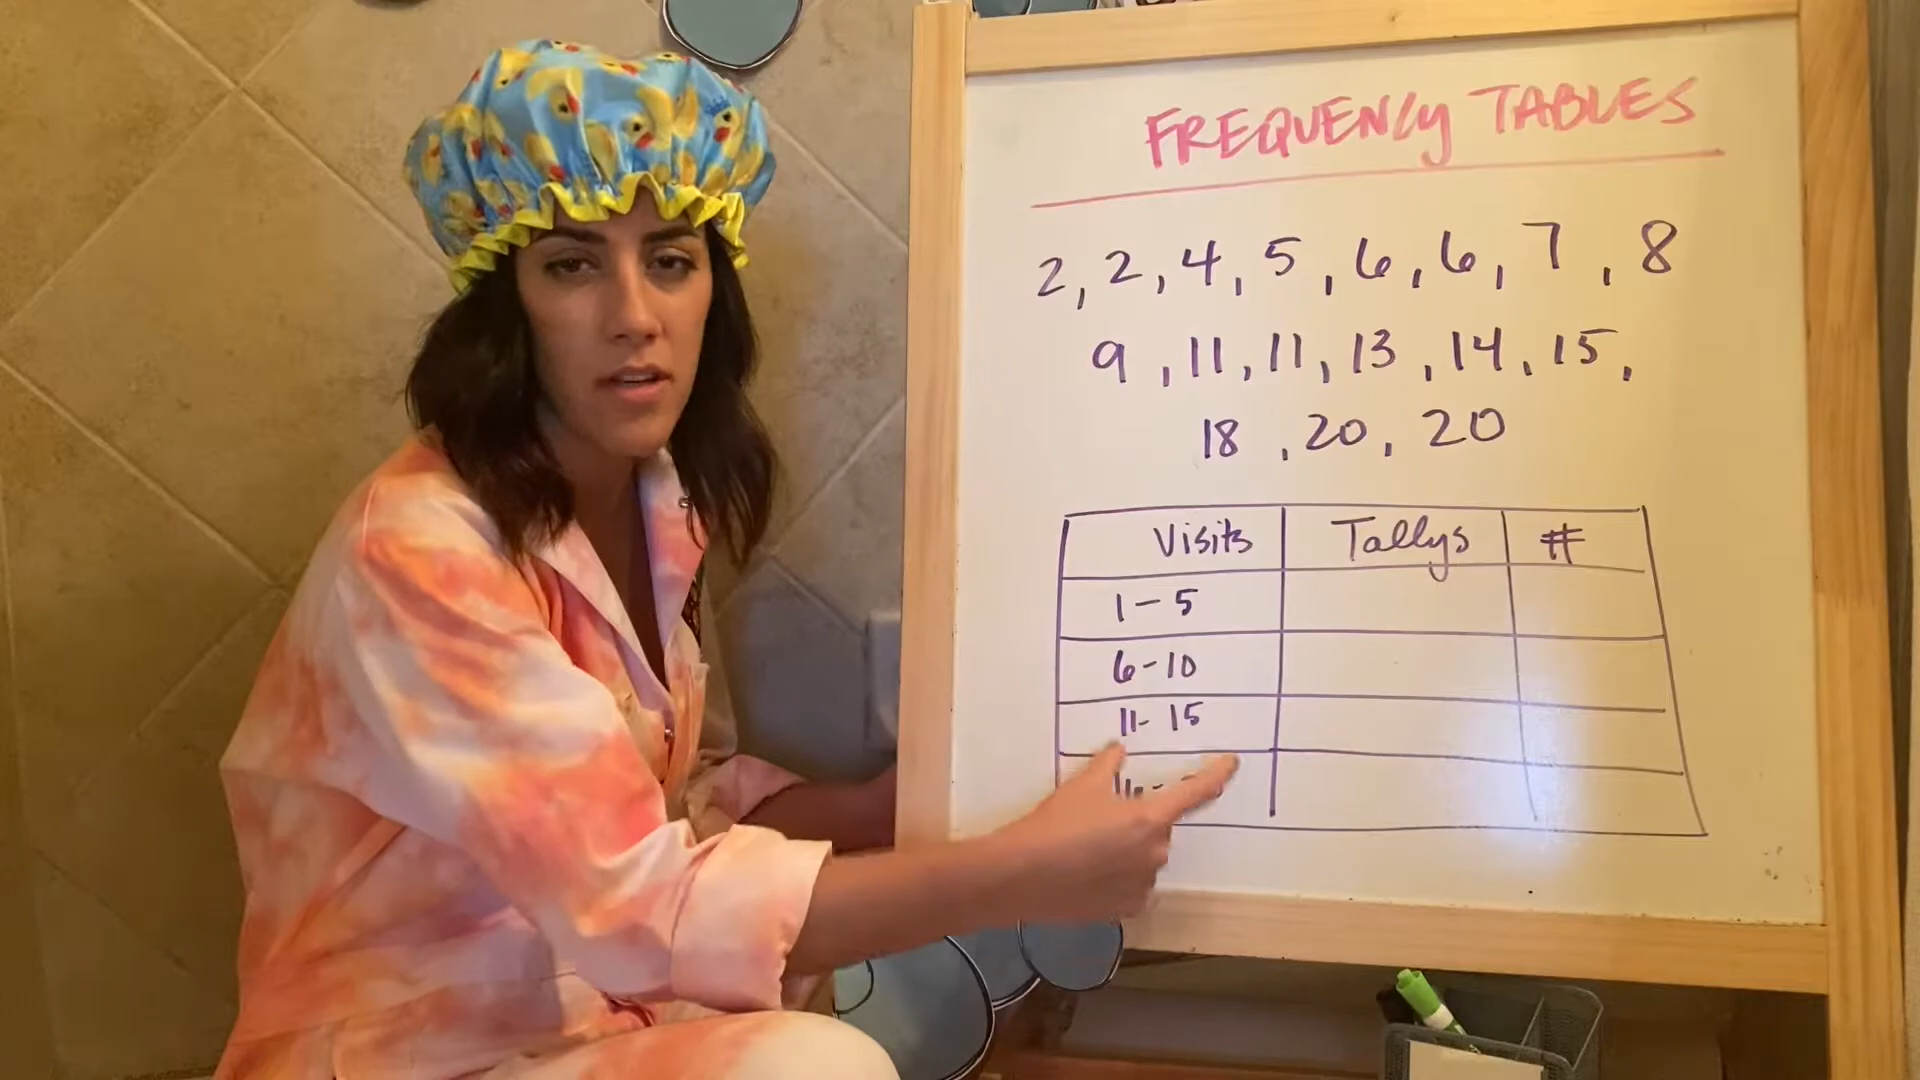 FREQUENCY TABLES
2, 2, 4, 5, 6, 6, 7, 8
9, 11, 11, 13, 14, 15,
18, 20, 20
Visits Tallys #
1-5
6-10
11-15
16-